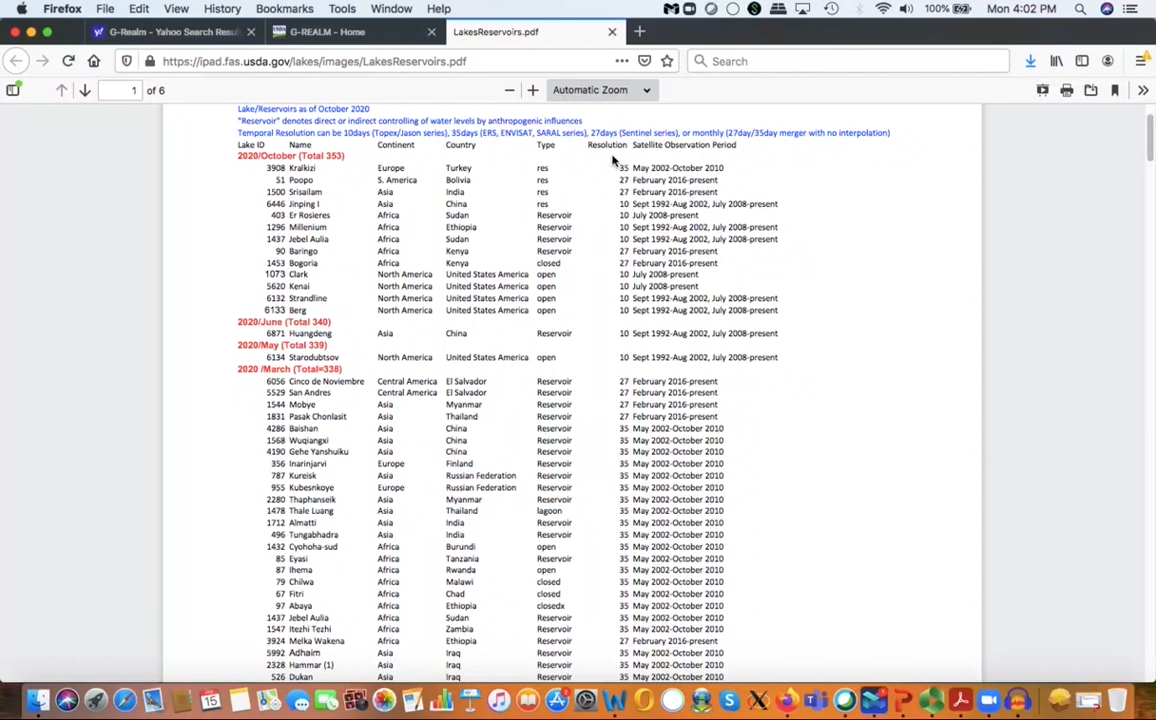 Firefox File Edit View History Bookmarks Tools Window Help 100% Mon 4:02 PM
G-Realm - Yahoo Search Resul G-REALM - Home LakesReservoirs.pdf
https://ipad.fas.usda.gov/lakes/images/LakesReservoirs.pdf Search
1 of 6 Automatic Zoom
Lake/Reservoirs as of October 2020
"Reservoir" denotes direct or indirect controlling of water levels by anthropogenic influences
Temporal Resolution can be 10days (Topex/Jason series), 35days (ERS, ENVISAT, SARAL series), 27days (Sentinel series), or monthly (27day/35day merger with no interpolation)
Lake ID Name Continent Country Type Resolution Satellite Observation Period
2020/October (Total 353)
3908 Kralkizi Europe Turkey res 35 May 2002-October 2010
51 Poopo S. America Bolivia res 27 February 2016-present
1500 Srisailam Asia India res 27 February 2016-present
6446 Jinping I Asia China res 10 Sept 1992-Aug 2002, July 2008-present
403 Er Rosieres Africa Sudan Reservoir 10 July 2008-present
1296 Millenium Africa Ethiopia Reservoir 10 Sept 1992-Aug 2002, July 2008-present
1437 Jebel Aulia Africa Sudan Reservoir 10 Sept 1992-Aug 2002, July 2008-present
90 Baringo Africa Kenya Reservoir 27 February 2016-present
1453 Bogoria Africa Kenya closed 27 February 2016-present
1073 Clark North America United States America open 10 July 2008-present
5620 Kenai North America United States America open 10 July 2008-present
6132 Strandline North America United States America open 10 Sept 1992-Aug 2002, July 2008-present
6133 Berg North America United States America open 10 Sept 1992-Aug 2002, July 2008-present
2020/June (Total 340)
6871 Huangdeng Asia China Reservoir 10 Sept 1992-Aug 2002, July 2008-present
2020/May (Total 339)
6134 Starodubtsov North America United States America open 10 Sept 1992-Aug 2002, July 2008-present
2020 /March (Total=338)
6056 Cinco de Noviembre Central America El Salvador Reservoir 27 February 2016-present
5529 San Andres Central America El Salvador Reservoir 27 February 2016-present
1544 Mobye Asia Myanmar Reservoir 27 February 2016-present
1831 Pasak Chonlasit Asia Thailand Reservoir 27 February 2016-present
4286 Baishan Asia China Reservoir 35 May 2002-October 2010
1568 Wuqiangxi Asia China Reservoir 35 May 2002-October 2010
4190 Gehe Yanshuiku Asia China Reservoir 35 May 2002-October 2010
356 Inarinjarvi Europe Finland Reservoir 35 May 2002-October 2010
787 Kureisk Asia Russian Federation Reservoir 35 May 2002-October 2010
955 Kubesnkoye Europe Russian Federation Reservoir 35 May 2002-October 2010
2280 Thaphanseik Asia Myanmar Reservoir 35 May 2002-October 2010
1478 Thale Luang Asia Thailand lagoon 35 May 2002-October 2010
1712 Almatti Asia India Reservoir 35 May 2002-October 2010
496 Tungabhadra Asia India Reservoir 35 May 2002-October 2010
1432 Cyohoha-sud Africa Burundi open 35 May 2002-October 2010
85 Eyasi Africa Tanzania Reservoir 35 May 2002-October 2010
87 Ihema Africa Rwanda open 35 May 2002-October 2010
79 Chilwa Africa Malawi closed 35 May 2002-October 2010
67 Fitri Africa Chad closed 35 May 2002-October 2010
97 Abaya Africa Ethiopia closedx 35 May 2002-October 2010
1437 Jebel Aulia Africa Sudan Reservoir 35 May 2002-October 2010
1547 Itezhi Tezhi Africa Zambia Reservoir 35 May 2002-October 2010
3924 Melka Wakena Africa Ethiopia Reservoir 27 February 2016-present
5992 Adhaim Asia Iraq Reservoir 35 May 2002-October 2010
2328 Hammar (1) Asia Iraq Reservoir 35 May 2002-October 2010
526 Dukan Asia Iraq Reservoir 35 May 2002-October 2010